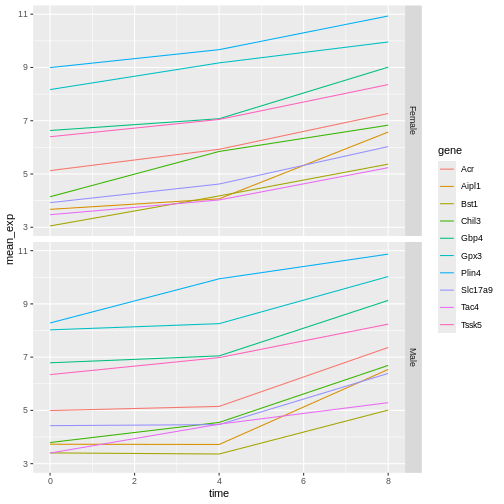 11
9
7
5
3
Female
11
9
7
5
3
Male
mean_exp
0
2
4
6
8
time
gene
Acr
Aipl1
Bst1
Chil3
Gbp4
Gpx3
Plin4
Slc17a9
Tac4
Tssk5